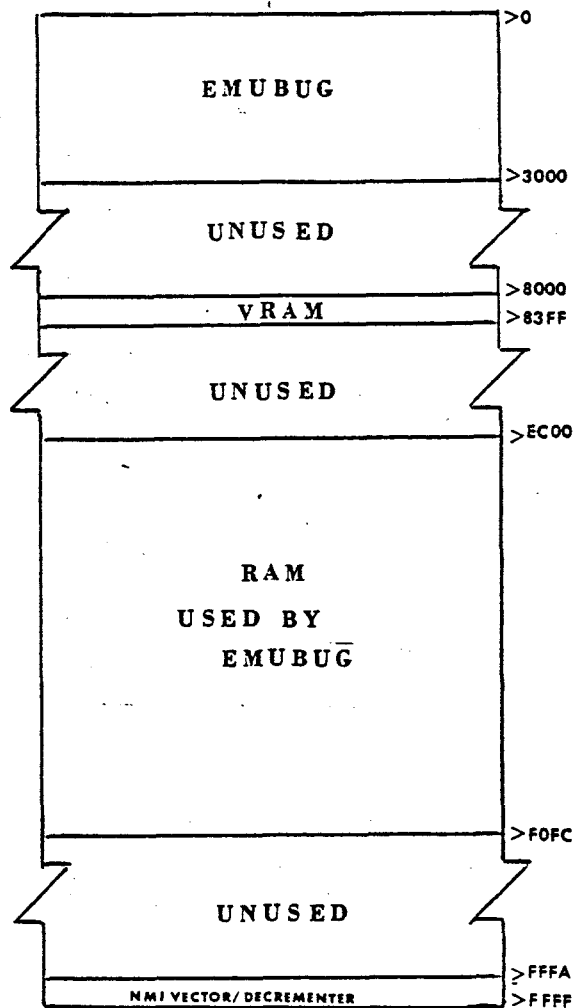 >0
EMUBUG
>3000
UNUSED
>8000
VRAM
>83FF
UNUSED
>EC00
RAM
USED BY
EMUBUG
>F0FC
UNUSED
>FFFA
NMI VECTOR/DECREMENTER
>FFFF